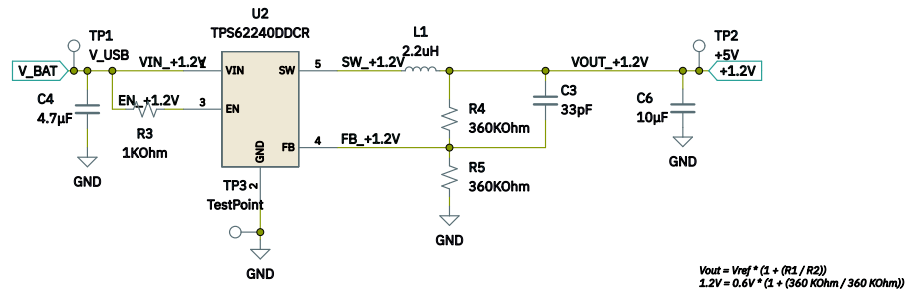 U2
TPS62240DDCR
TP1
V_USB
V_BAT
VIN_+1.2V
1
VIN
SW
5
SW_+1.2V
L1
2.2uH
VOUT_+1.2V
TP2
+5V
+1.2V
C4
4.7µF
EN_+1.2V
3
EN
R3
1KOhm
GND
FB
4
FB_+1.2V
R4
360KOhm
C3
33pF
C6
10µF
GND
GND
2
TP3
TestPoint
R5
360KOhm
GND
GND
Vout = Vref * (1 + (R1 / R2))
1.2V = 0.6V * (1 + (360 KOhm / 360 KOhm))